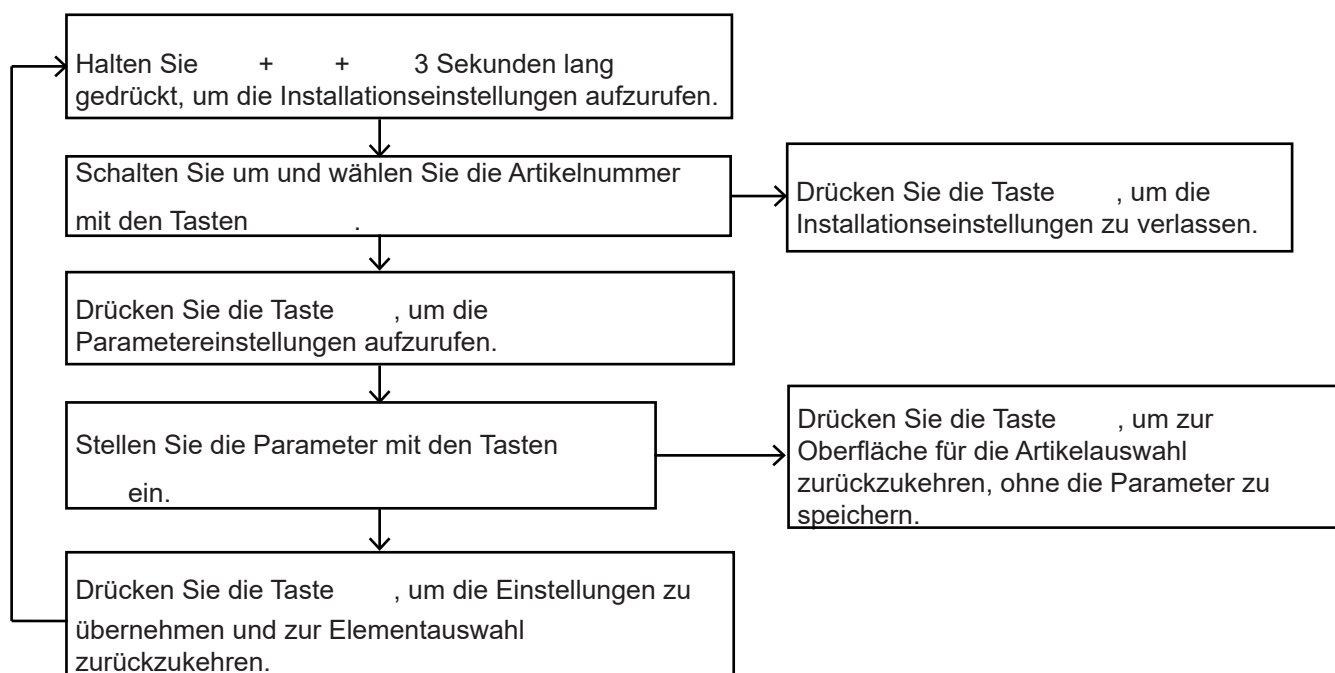 Halten Sie + + 3 Sekunden lang
gedrückt, um die Installationseinstellungen aufzurufen.
Schalten Sie um und wählen Sie die Artikelnummer
mit den Tasten .
Drücken Sie die Taste , um die
Installationseinstellungen zu verlassen.
Drücken Sie die Taste , um die
Parametereinstellungen aufzurufen.
Stellen Sie die Parameter mit den Tasten
ein.
Drücken Sie die Taste , um zur
Oberfläche für die Artikelauswahl
zurückzukehren, ohne die Parameter zu
speichern.
Drücken Sie die Taste , um die Einstellungen zu
übernehmen und zur Elementauswahl
zurückzukehren.